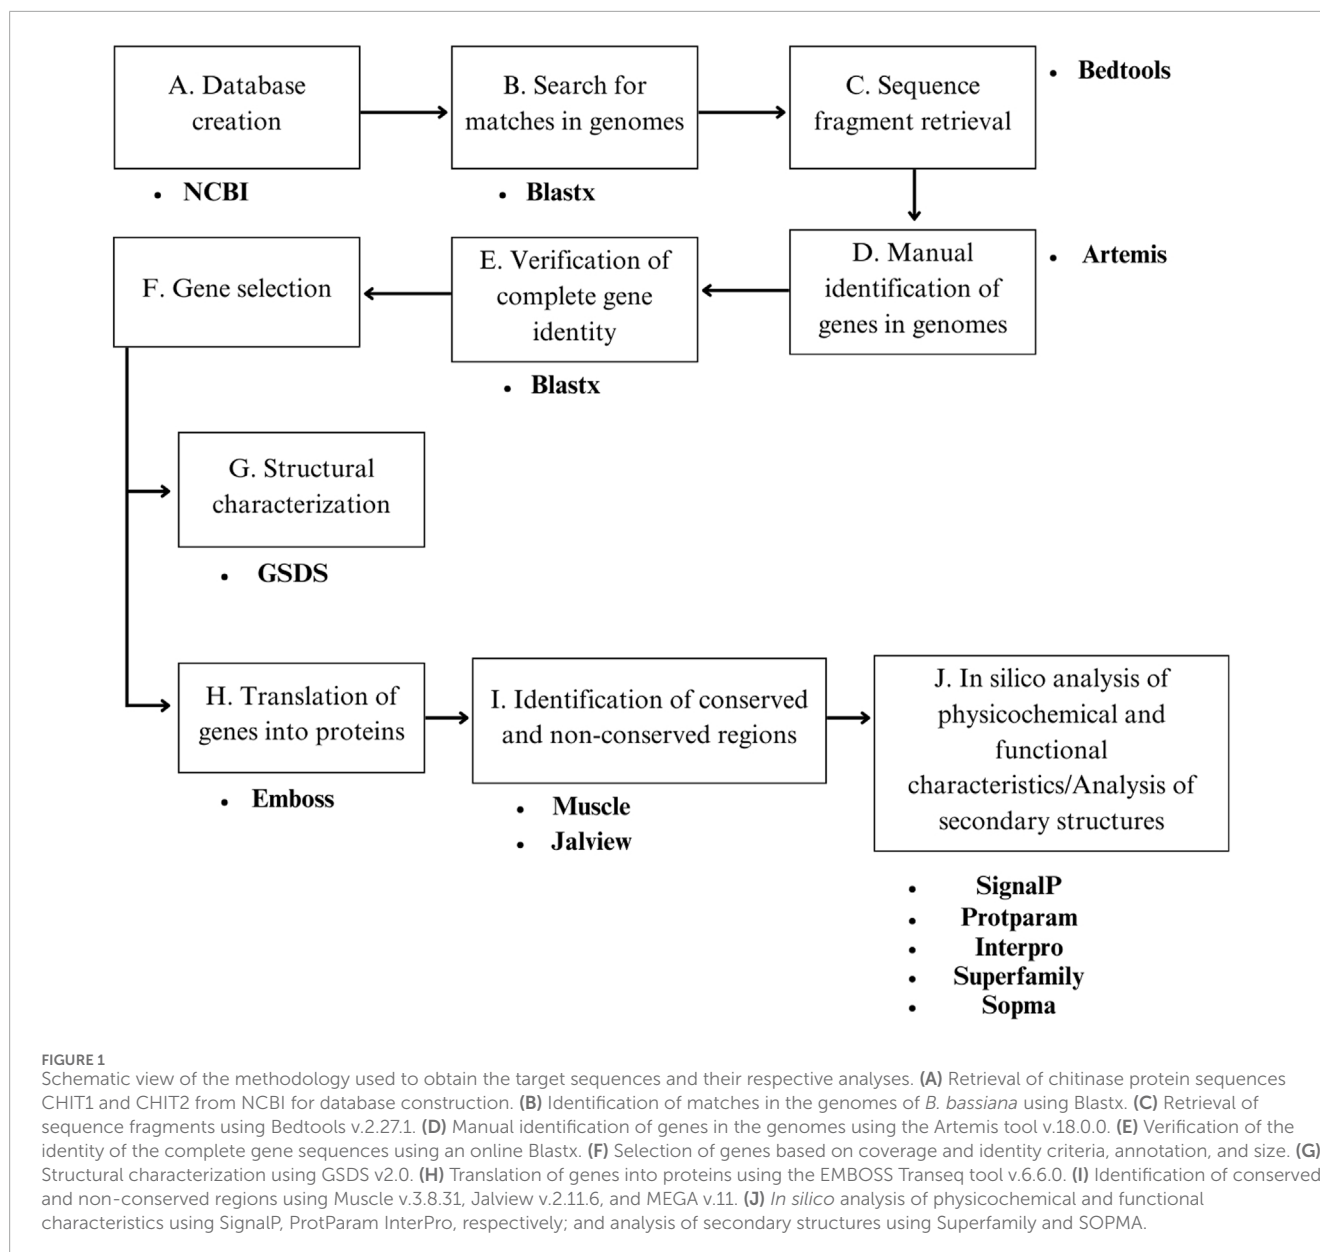 A. Database
creation
• NCBI
B. Search for
matches in genomes
• Blastx
C. Sequence
fragment retrieval
• Bedtools
D. Manual
identification of
genes in genomes
• Artemis
E. Verification of
complete gene
identity
• Blastx
F. Gene selection
G. Structural
characterization
• GSDS
H. Translation of
genes into proteins
• Emboss
I. Identification of conserved
and non-conserved regions
• Muscle
• Jalview
J. In silico analysis of
physicochemical and
functional
characteristics/Analysis of
secondary structures
• SignalP
• Protparam
• Interpro
• Superfamily
• Sopma
FIGURE 1
Schematic view of the methodology used to obtain the target sequences and their respective analyses. (A) Retrieval of chitinase protein sequences
CHIT1 and CHIT2 from NCBI for database construction. (B) Identification of matches in the genomes of B. bassiana using Blastx. (C) Retrieval of
sequence fragments using Bedtools v.2.27.1. (D) Manual identification of genes in the genomes using the Artemis tool v.18.0.0. (E) Verification of the
identity of the complete gene sequences using an online Blastx. (F) Selection of genes based on coverage and identity criteria, annotation, and size. (G)
Structural characterization using GSDS v2.0. (H) Translation of genes into proteins using the EMBOSS Transeq tool v.6.6.0. (I) Identification of conserved
and non-conserved regions using Muscle v.3.8.31, Jalview v.2.11.6, and MEGA v.11. (J) In silico analysis of physicochemical and functional
characteristics using SignalP, ProtParam InterPro, respectively; and analysis of secondary structures using Superfamily and SOPMA.